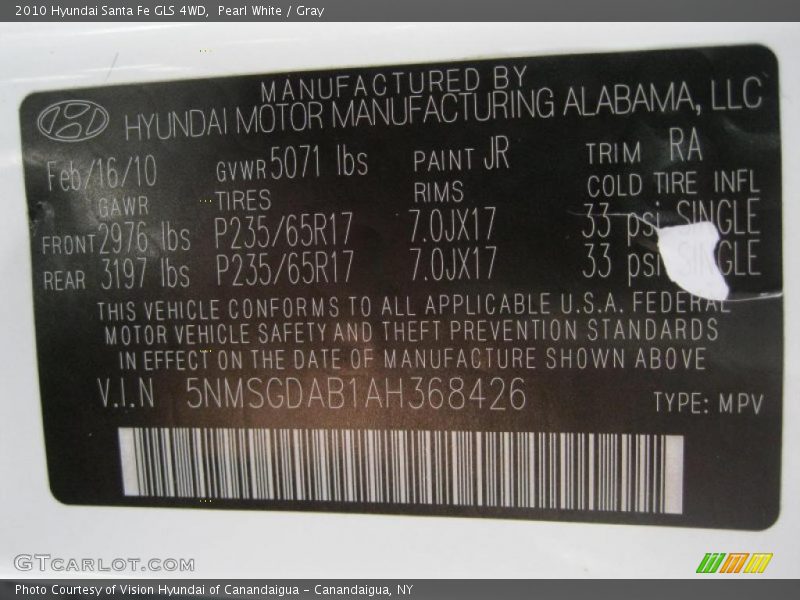 2010 Hyundai Santa Fe GLS 4WD,  Pearl White / Gray
MANUFACTURED BY
HYUNDAI MOTOR MANUFACTURING ALABAMA, LLC
Feb/16/10 GVWR 5071 lbs PAINT JR TRIM RA
GAWR TIRES RIMS COLD TIRE INFL
FRONT 2976 lbs P235/65R17 7.0JX17 33 psi SINGLE
REAR 3197 lbs P235/65R17 7.0JX17 33 psi SINGLE
THIS VEHICLE CONFORMS TO ALL APPLICABLE U.S.A. FEDERAL
MOTOR VEHICLE SAFETY AND THEFT PREVENTION STANDARDS
IN EFFECT ON THE DATE OF MANUFACTURE SHOWN ABOVE
V.I.N 5NMSGDAB1AH368426 TYPE: MPV
GTCARLOT.COM
Photo Courtesy of Vision Hyundai of Canandaigua - Canandaigua, NY